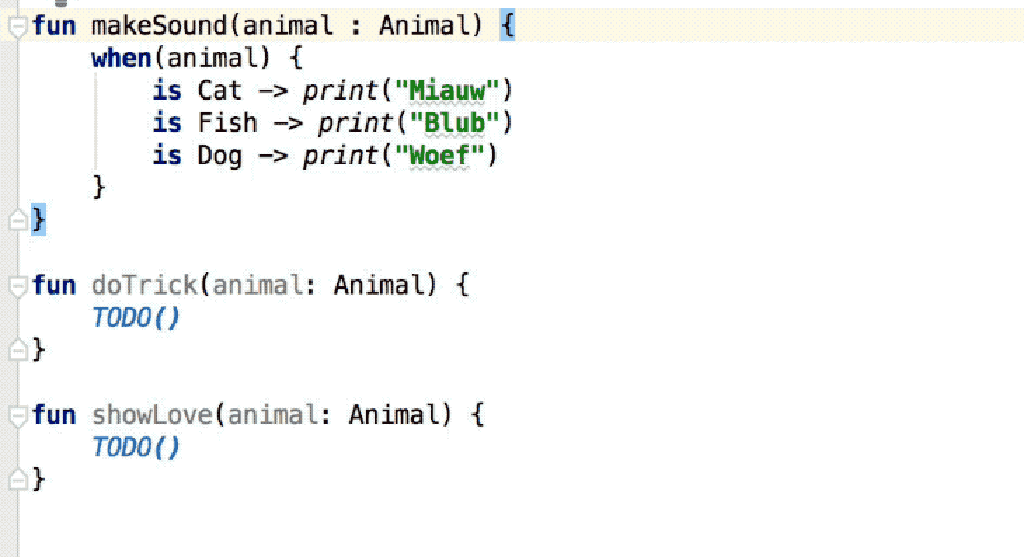 fun makeSound(animal : Animal) {
    when(animal) {
        is Cat -> print("Miauw")
        is Fish -> print("Blub")
        is Dog -> print("Woef")
    }
}
fun doTrick(animal: Animal) {
    TODO()
}
fun showLove(animal: Animal) {
    TODO()
}